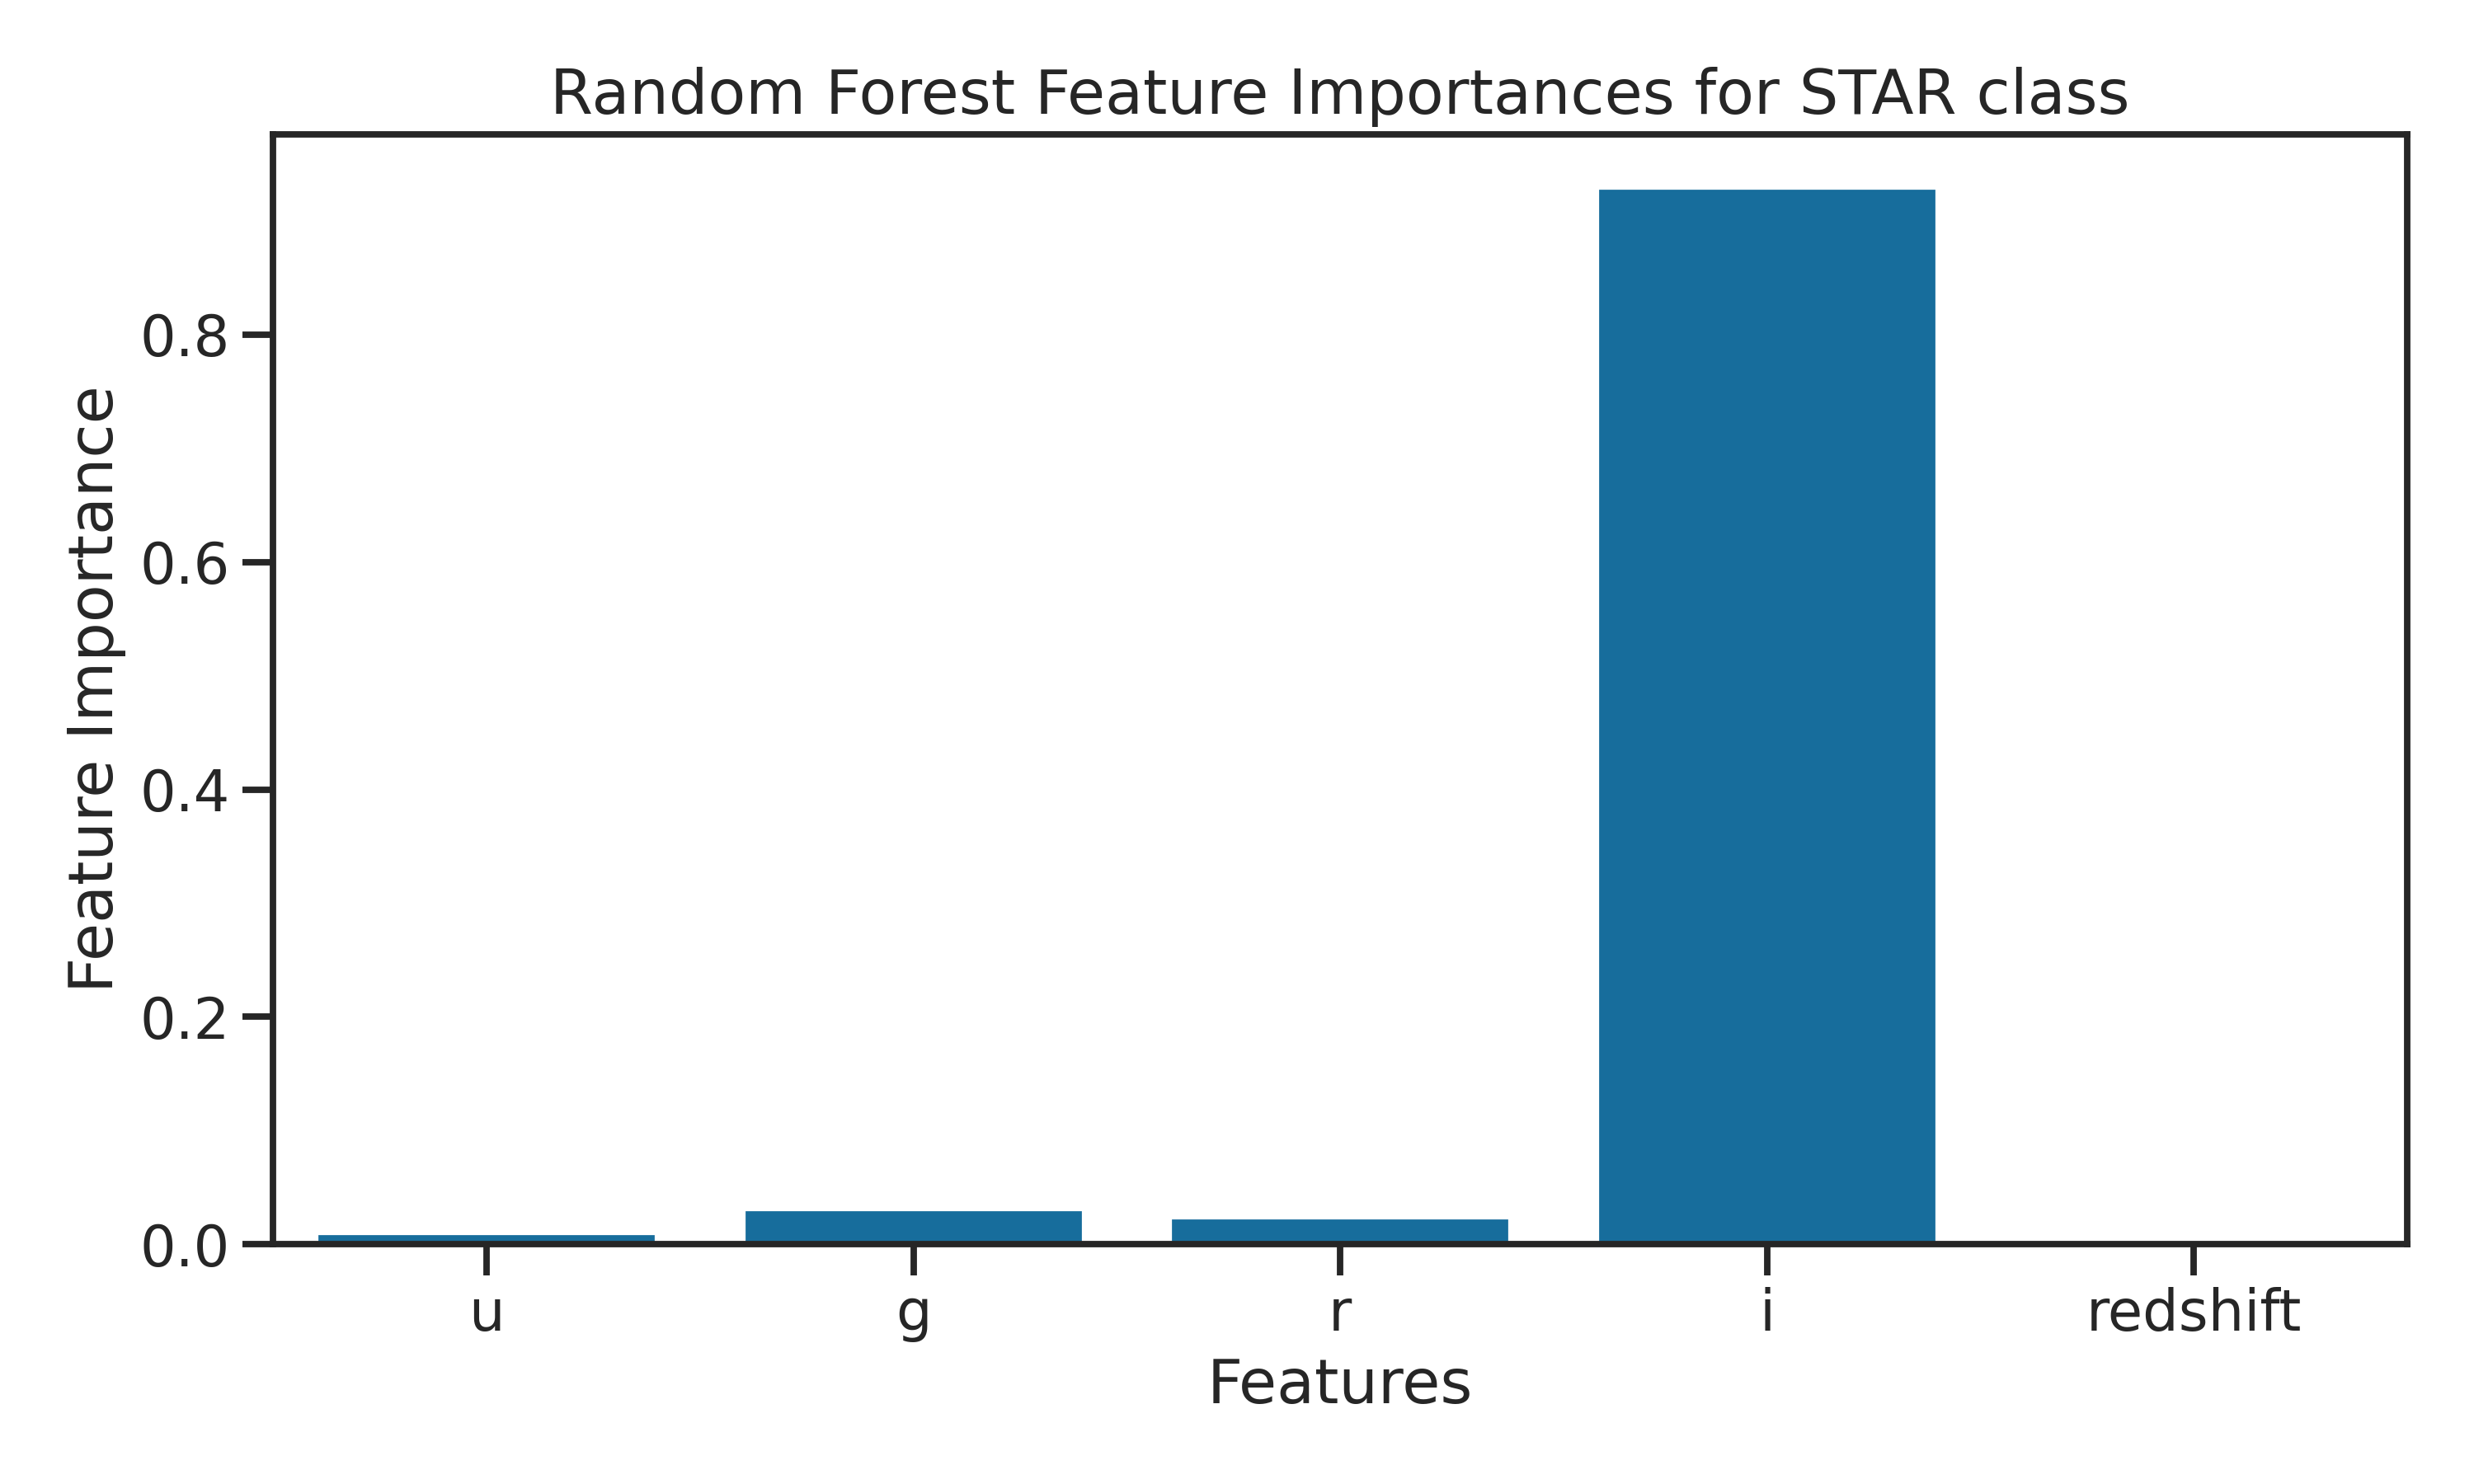 Random Forest Feature Importances for STAR class
Feature Importance
0.8
0.6
0.4
0.2
0.0
u g r i redshift
Features